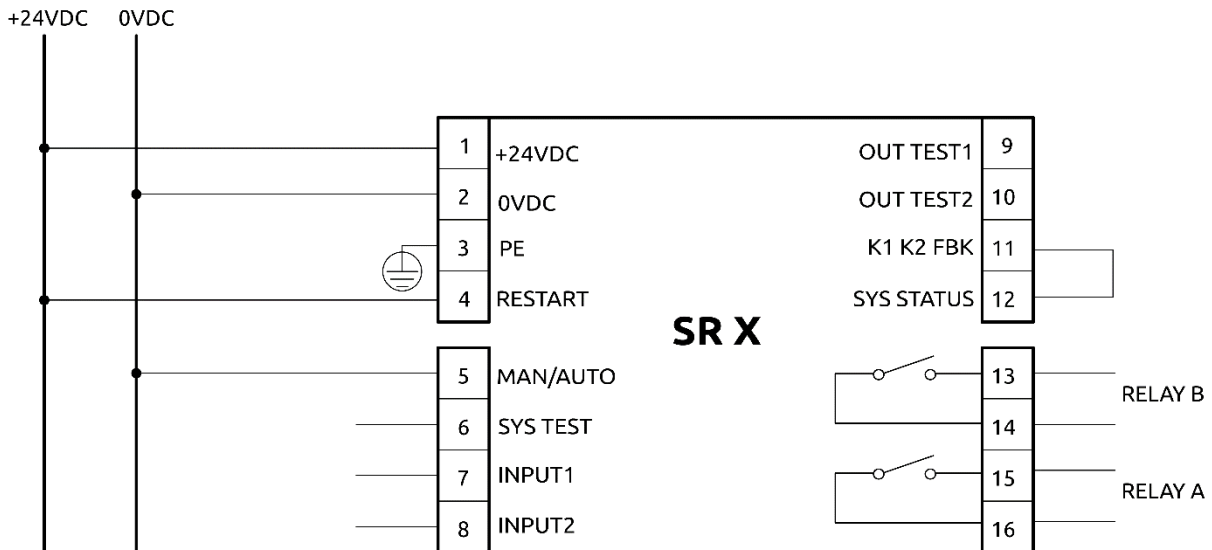 +24VDC 0VDC
1 +24VDC OUT TEST1 9
2 0VDC OUT TEST2 10
3 PE K1 K2 FBK 11
4 RESTART SYS STATUS 12
SR X
5 MAN/AUTO 13
RELAY B
6 SYS TEST 14
7 INPUT1 15
RELAY A
8 INPUT2 16